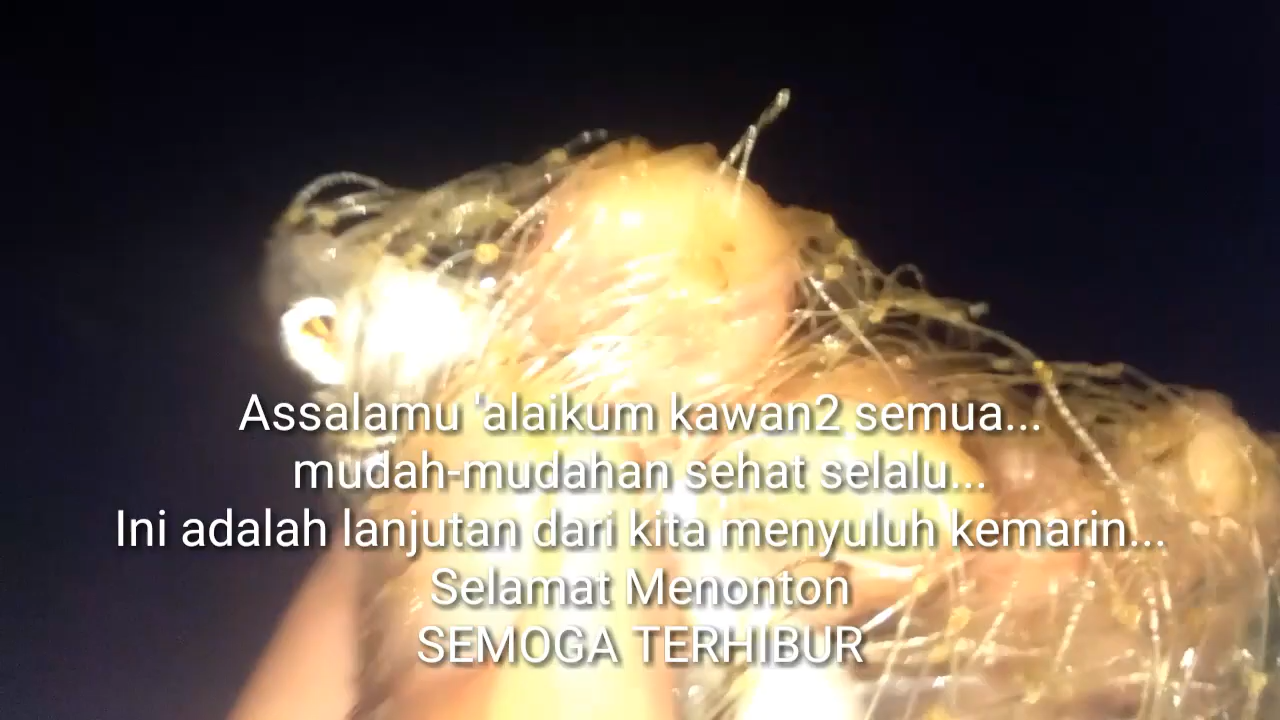 Assalamu 'alaikum kawan2 semua...
mudah-mudahan sehat selalu...
Ini adalah lanjutan dari kita menyuluh kemarin...
Selamat Menonton
SEMOGA TERHIBUR